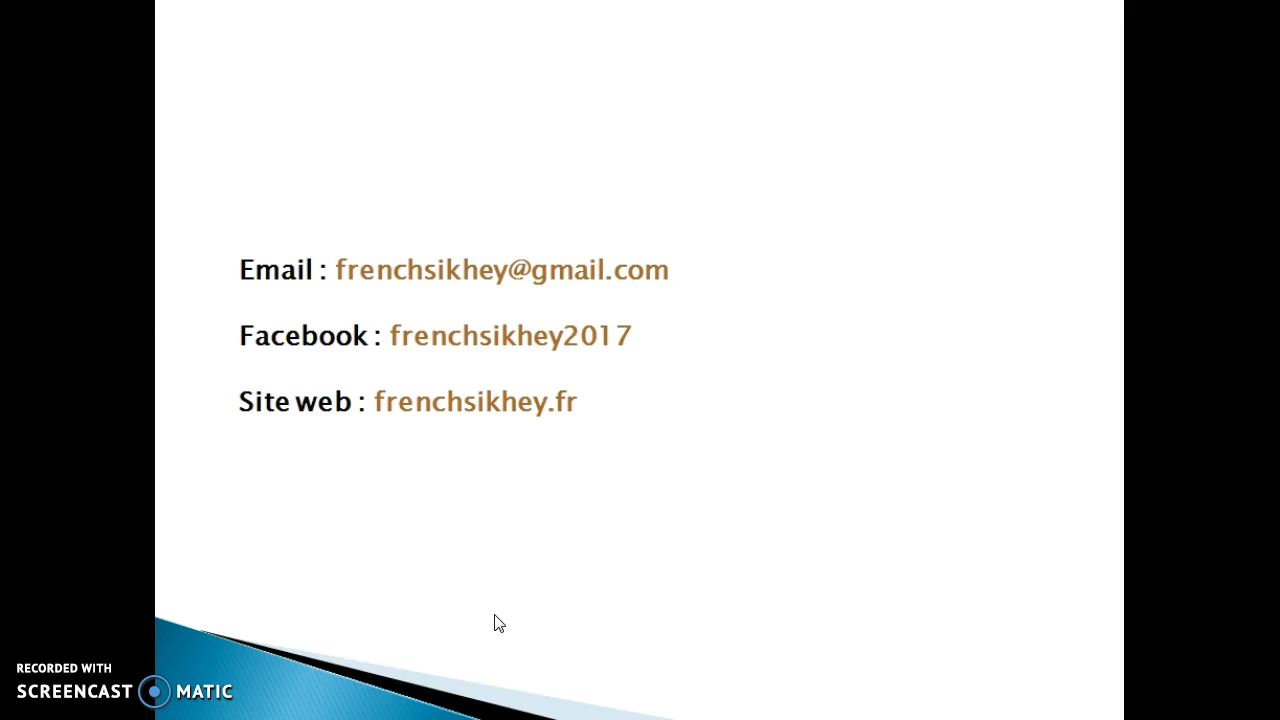 Email : frenchsikhey@gmail.com
Facebook : frenchsikhey2017
Site web : frenchsikhey.fr
RECORDED WITH
SCREENCAST MATIC